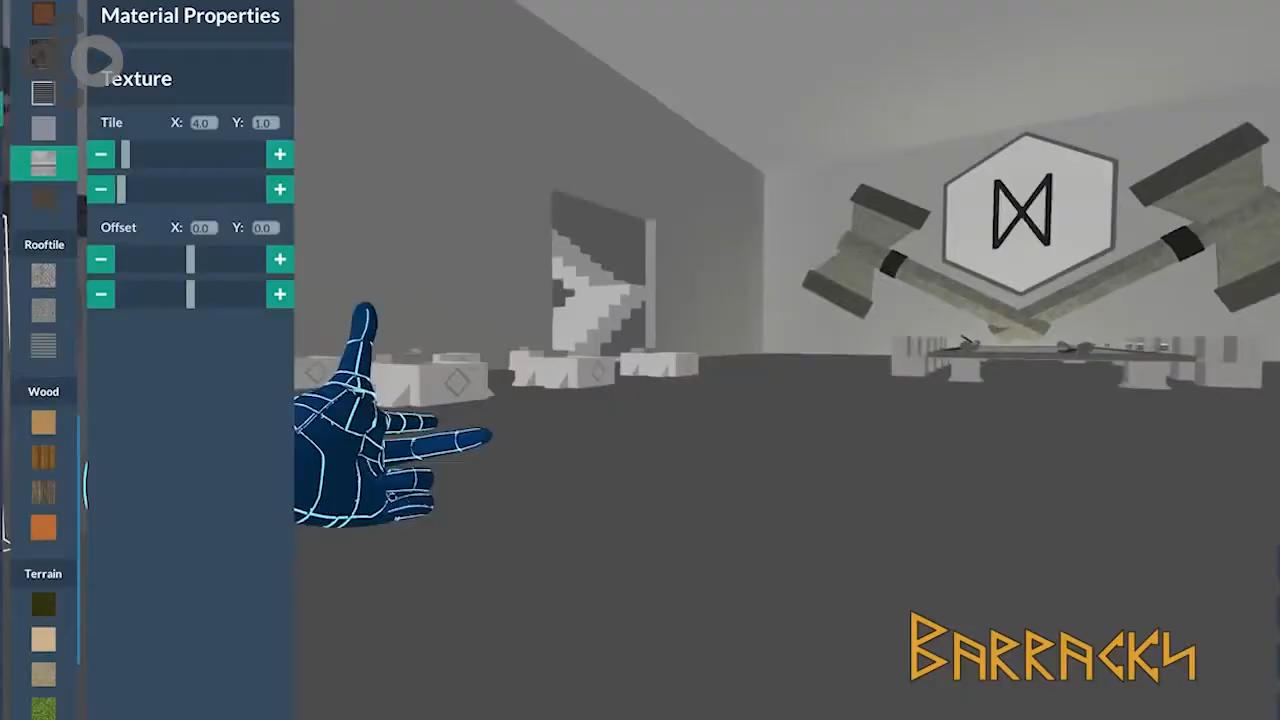 Material Properties
Texture
Tile X: 4.0 Y: 1.0
Offset X: 0.0 Y: 0.0
Rooftile
Wood
Terrain
ᛞ
BARRACKS